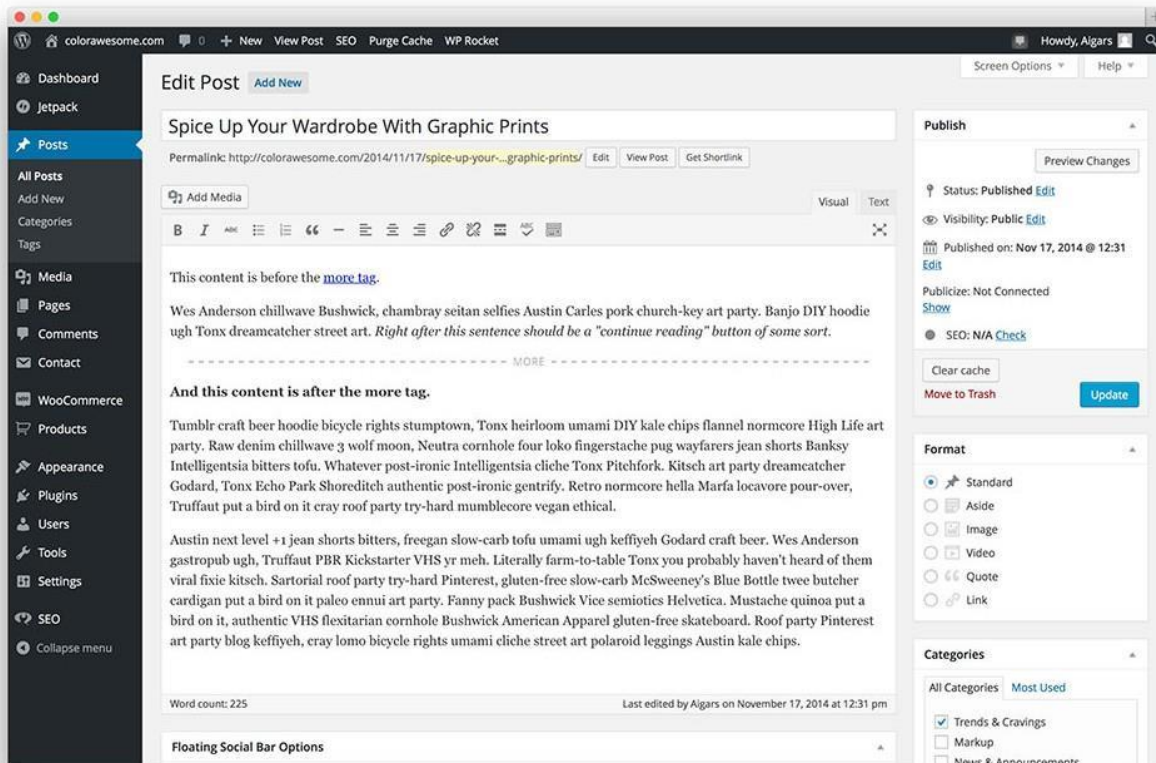 colorawesome.com 0 + New View Post SEO Purge Cache WP Rocket Howdy, Aigars
Dashboard
Jetpack
Posts
All Posts
Add New
Categories
Tags
Media
Pages
Comments
Contact
WooCommerce
Products
Appearance
Plugins
Users
Tools
Settings
SEO
Collapse menu
Screen Options Help
Edit Post Add New
Spice Up Your Wardrobe With Graphic Prints
Permalink: http://colorawesome.com/2014/11/17/spice-up-your-...graphic-prints/ Edit View Post Get Shortlink
Add Media
Visual Text
B I ABC ABC
This content is before the more tag.
Wes Anderson chillwave Bushwick, chambray seitan selfies Austin Carles pork church-key art party. Banjo DIY hoodie
ugh Tonx dreamcatcher street art. Right after this sentence should be a "continue reading" button of some sort.
MORE
And this content is after the more tag.
Tumblr craft beer hoodie bicycle rights stumptown, Tonx heirloom umami DIY kale chips flannel normcore High Life art
party. Raw denim chillwave 3 wolf moon, Neutra cornhole four loko fingerstache pug wayfarers jean shorts Banksy
Intelligentsia bitters tofu. Whatever post-ironic Intelligentsia cliche Tonx Pitchfork. Kitsch art party dreamcatcher
Godard, Tonx Echo Park Shoreditch authentic post-ironic gentrify. Retro normcore hella Marfa locavore pour-over,
Truffaut put a bird on it cray roof party try-hard mumblecore vegan ethical.
Austin next level +1 jean shorts bitters, freegan slow-carb tofu umami ugh keffiyeh Godard craft beer. Wes Anderson
gastropub ugh, Truffaut PBR Kickstarter VHS yr meh. Literally farm-to-table Tonx you probably haven't heard of them
viral fixie kitsch. Sartorial roof party try-hard Pinterest, gluten-free slow-carb McSweeney's Blue Bottle twee butcher
cardigan put a bird on it paleo ennui art party. Fanny pack Bushwick Vice semiotics Helvetica. Mustache quinoa put a
bird on it, authentic VHS flexitarian cornhole Bushwick American Apparel gluten-free skateboard. Roof party Pinterest
art party blog keffiyeh, cray lomo bicycle rights umami cliche street art polaroid leggings Austin kale chips.
Word count: 225 Last edited by Aigars on November 17, 2014 at 12:31 pm
Floating Social Bar Options
Publish
Preview Changes
Status: Published Edit
Visibility: Public Edit
Published on: Nov 17, 2014 @ 12:31
Edit
Publicize: Not Connected
Show
SEO: N/A Check
Clear cache
Move to Trash Update
Format
Standard
Aside
Image
Video
Quote
Link
Categories
All Categories Most Used
Trends & Cravings
Markup
News & Announcements